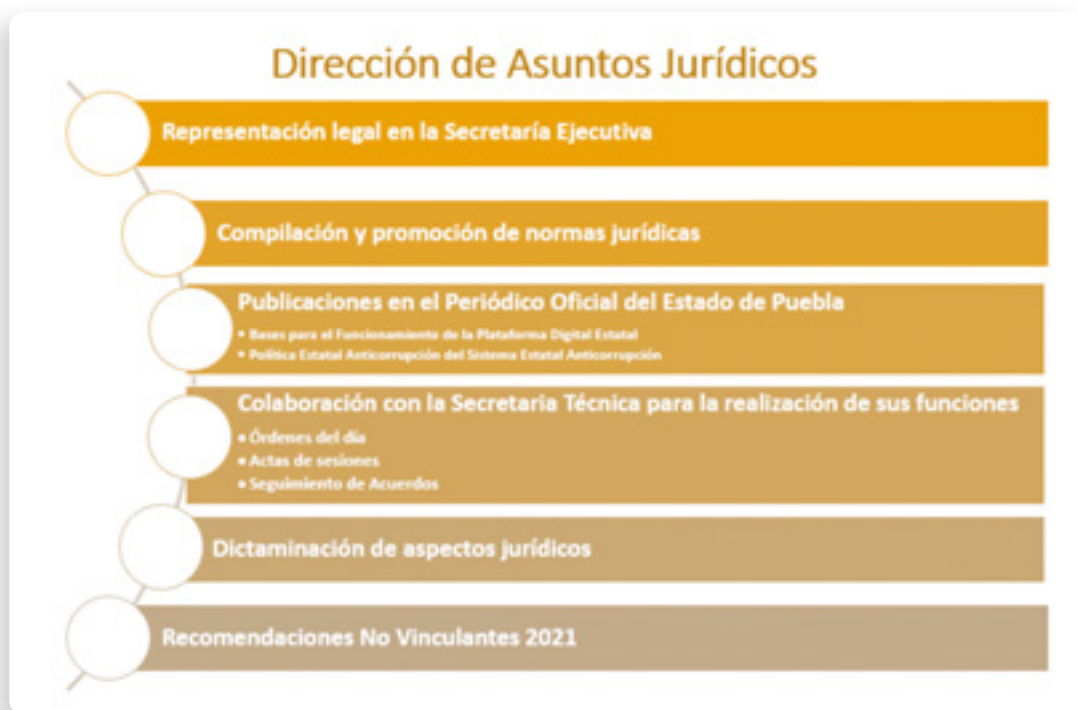 Dirección de Asuntos Jurídicos
Representación legal en la Secretaría Ejecutiva
Compilación y promoción de normas jurídicas
Publicaciones en el Periódico Oficial del Estado de Puebla
• Bases para el Funcionamiento de la Plataforma Digital Estatal
• Política Estatal Anticorrupción del Sistema Estatal Anticorrupción
Colaboración con la Secretaria Técnica para la realización de sus funciones
• Órdenes del día
• Actas de sesiones
• Seguimiento de Acuerdos
Dictaminación de aspectos jurídicos
Recomendaciones No Vinculantes 2021